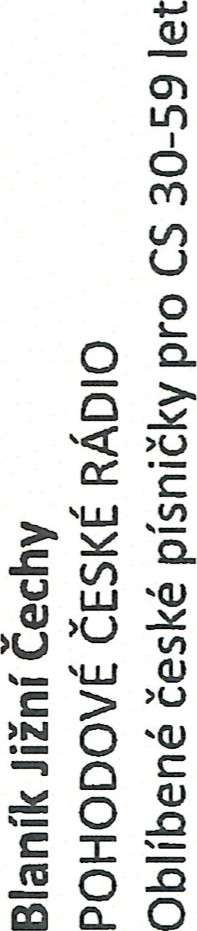 Blaník Jižní Čechy
POHODOVÉ ČESKÉ RÁDIO
Oblíbené české písničky pro CS 30-59 let